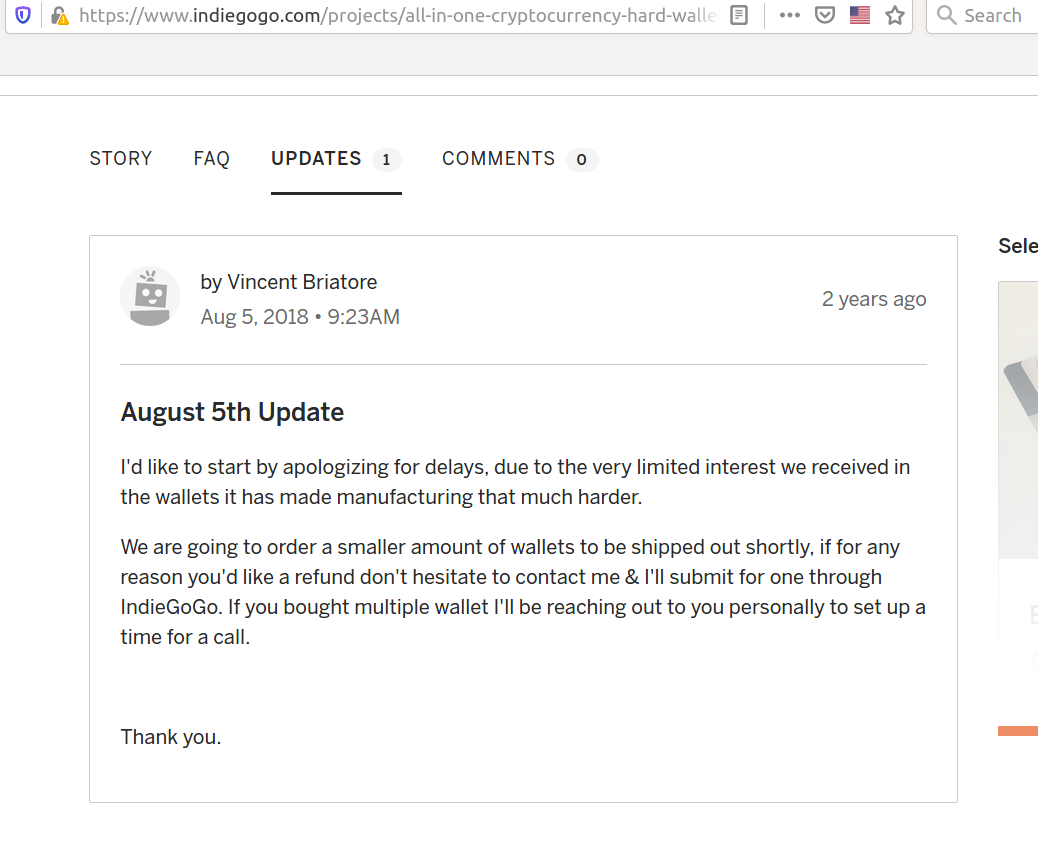 https://www.indiegogo.com/projects/all-in-one-cryptocurrency-hard-walle
Search
STORY FAQ UPDATES 1 COMMENTS 0
by Vincent Briatore
Aug 5, 2018 • 9:23AM
2 years ago
Sele
August 5th Update
I'd like to start by apologizing for delays, due to the very limited interest we received in
the wallets it has made manufacturing that much harder.
We are going to order a smaller amount of wallets to be shipped out shortly, if for any
reason you'd like a refund don't hesitate to contact me & I'll submit for one through
IndieGoGo. If you bought multiple wallet I'll be reaching out to you personally to set up a
time for a call.
Thank you.